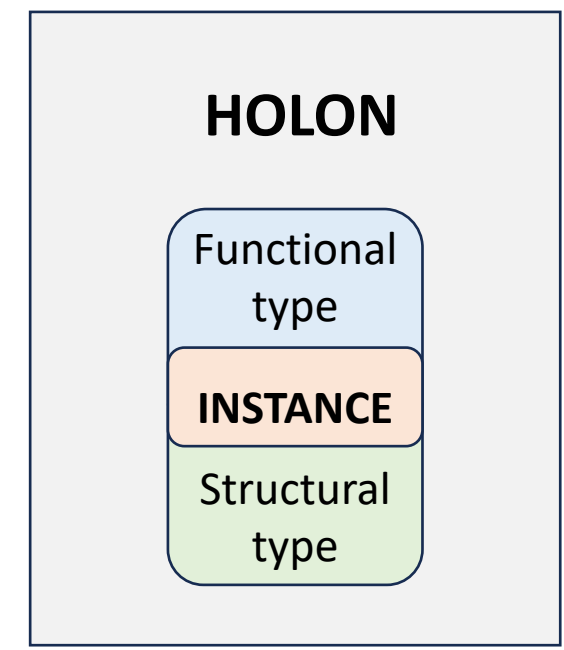 HOLON
Functional
type
INSTANCE
Structural
type